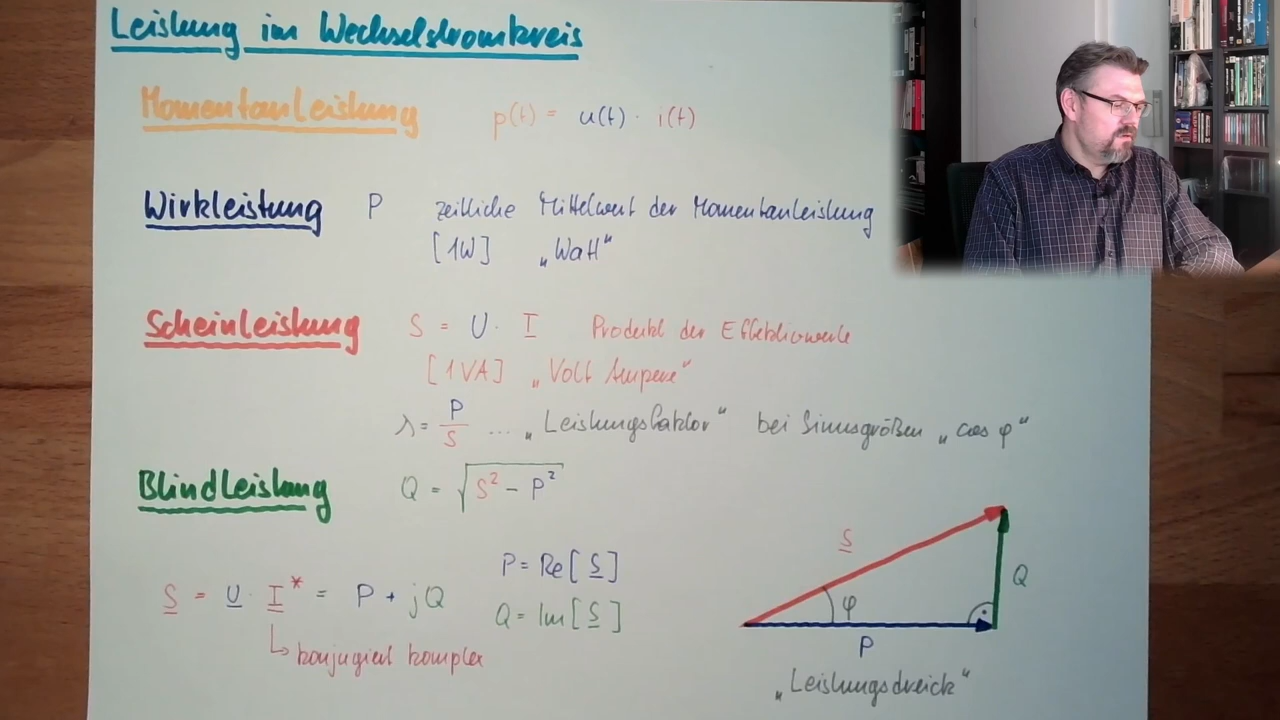 Leistung im Wechselstromkreis
Momentanleistung p(t) = u(t) · i(t)
Wirkleistung P zeitliche Mittelwert der Momentanleistung
[1W] „Watt“
Scheinleistung S = U · I Produkt der Effektivwerte
[1VA] „Volt Ampere“
λ = P/S ... „Leistungsfaktor“ bei Sinusgrößen „cos φ“
Blindleistung Q = √(S² - P²)
P = Re[S]
S = U · I* = P + jQ
Q = Im[S]
konjugiert komplex
S
φ
Q
P
„Leistungsdreick“